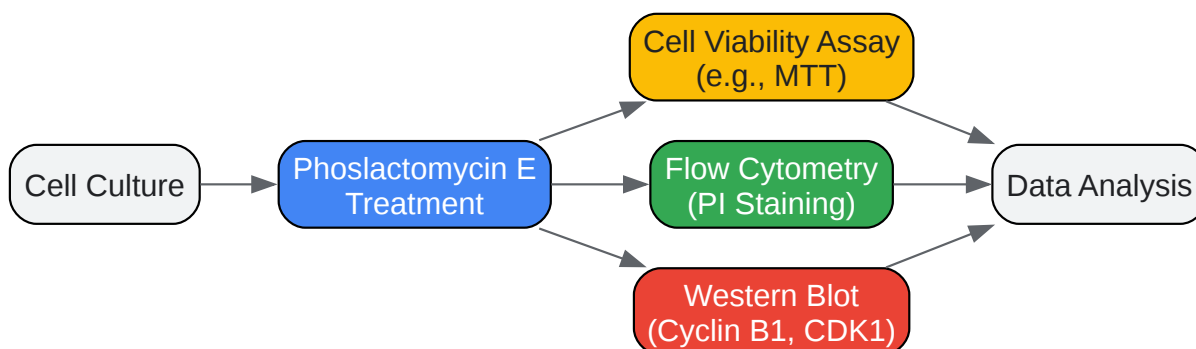 Cell Culture
Phoslactomycin E
Treatment
Cell Viability Assay
(e.g., MTT)
Flow Cytometry
(PI Staining)
Western Blot
(Cyclin B1, CDK1)
Data Analysis